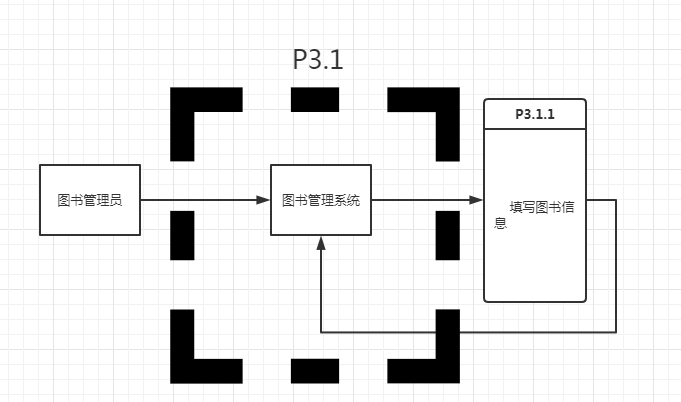 P3.1
P3.1.1
图书管理员
图书管理系统
填写图书信
息